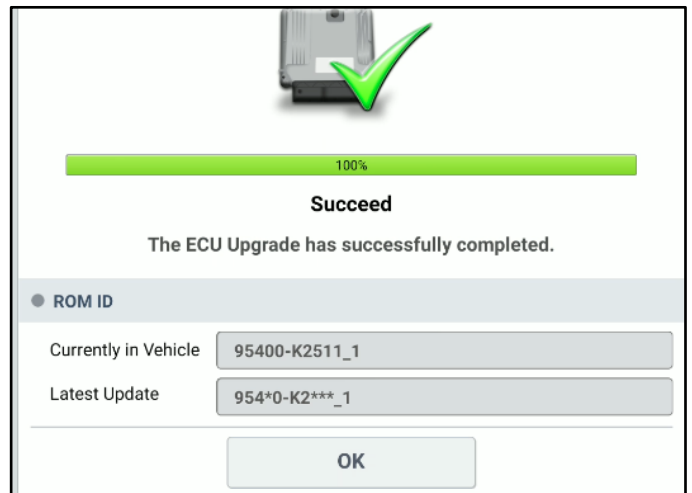 100%
Succeed
The ECU Upgrade has successfully completed.
ROM ID
Currently in Vehicle 95400-K2511_1
Latest Update 954*0-K2***_1
OK